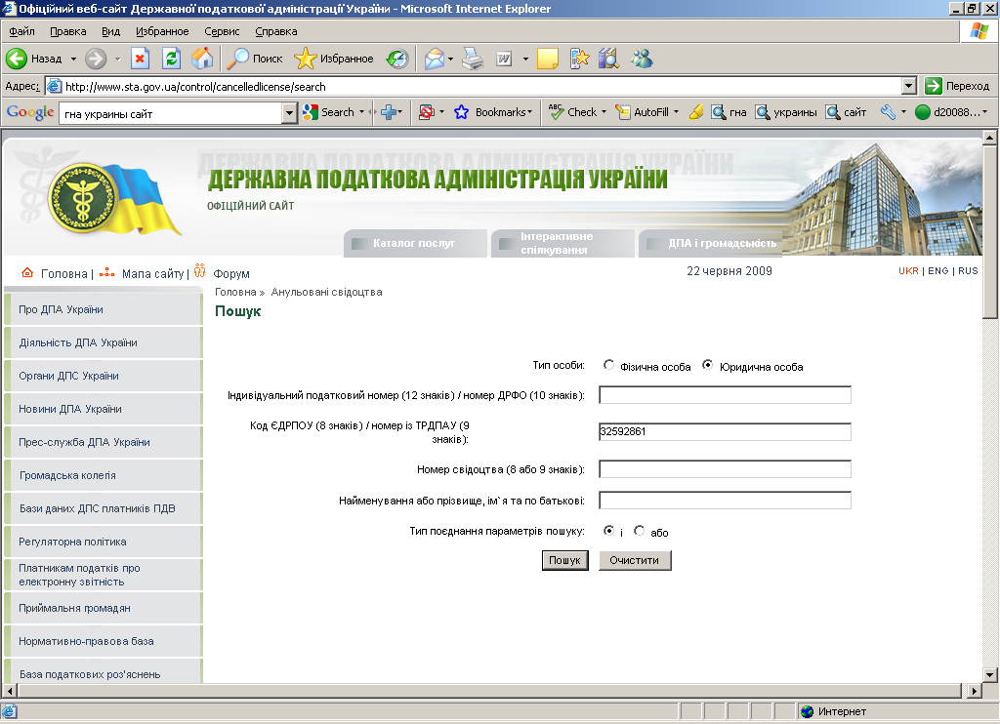 Офіційний веб-сайт Державної податкової адміністрації України - Microsoft Internet Explorer
Файл Правка Вид Избранное Сервис Справка
Назад Поиск Избранное
Адрес: http://www.sta.gov.ua/control/cancelledlicense/search Переход
Google гна украины сайт Search Bookmarks Check AutoFill гна украины сайт d20088...
ДЕРЖАВНА ПОДАТКОВА АДМІНІСТРАЦІЯ УКРАЇНИ
ДЕРЖАВНА ПОДАТКОВА АДМІНІСТРАЦІЯ УКРАЇНИ
ОФІЦІЙНИЙ САЙТ
Каталог послуг
Інтерактивне
спілкування
ДПА і громадськість
Головна | Мапа сайту | Форум
22 червня 2009
UKR | ENG | RUS
Головна » Анульовані свідоцтва
Пошук
Про ДПА України
Діяльність ДПА України
Органи ДПС України
Новини ДПА України
Прес-служба ДПА України
Громадська колегія
Бази даних ДПС платників ПДВ
Регуляторна політика
Платникам податків про
електронну звітність
Приймальня громадян
Нормативно-правова база
База податкових роз'яснень
Тип особи: Фізична особа Юридична особа
Індивідуальний податковий номер (12 знаків) / номер ДРФО (10 знаків):
Код ЄДРПОУ (8 знаків) / номер із ТРДПАУ (9
знаків):
32592861
Номер свідоцтва (8 або 9 знаків):
Найменування або прізвище, ім`я та по батькові:
Тип поєднання параметрів пошуку: і або
Пошук Очистити
Интернет